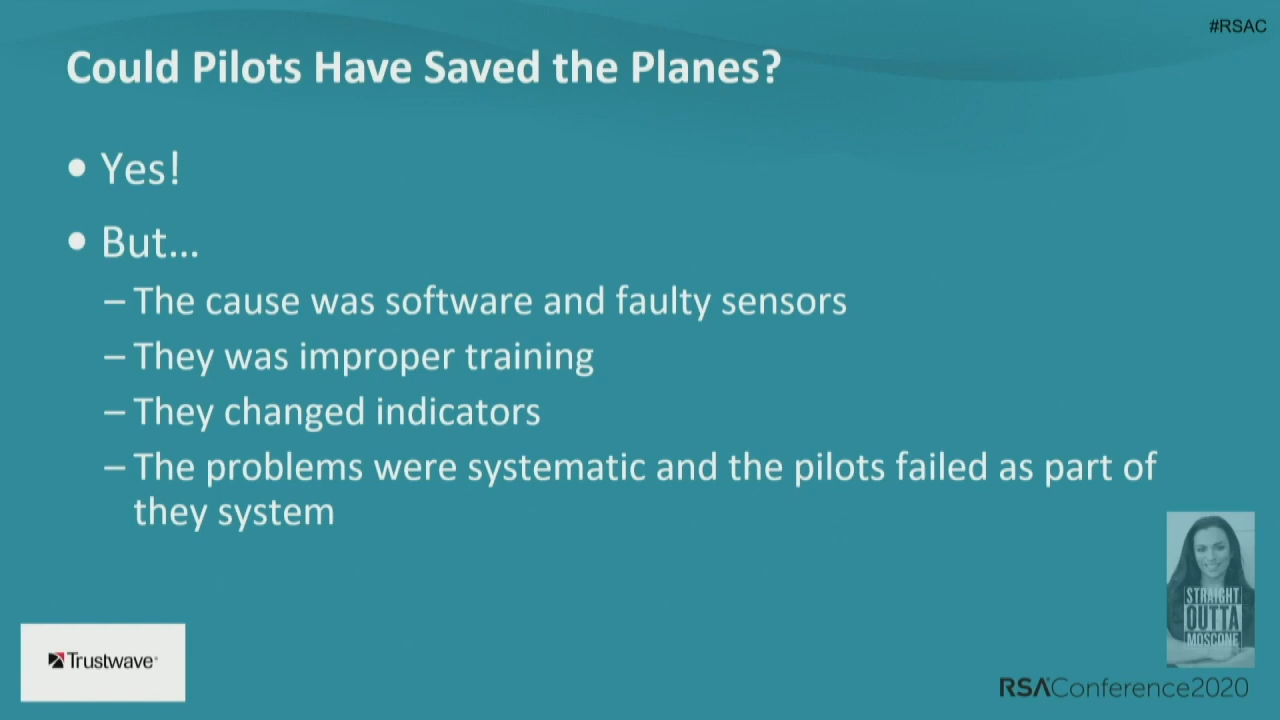 #RSAC
Could Pilots Have Saved the Planes?
• Yes!
• But...
– The cause was software and faulty sensors
– They was improper training
– They changed indicators
– The problems were systematic and the pilots failed as part of
they system
STRAIGHT
OUTTA
MOSCONE
Trustwave®
RSAConference2020